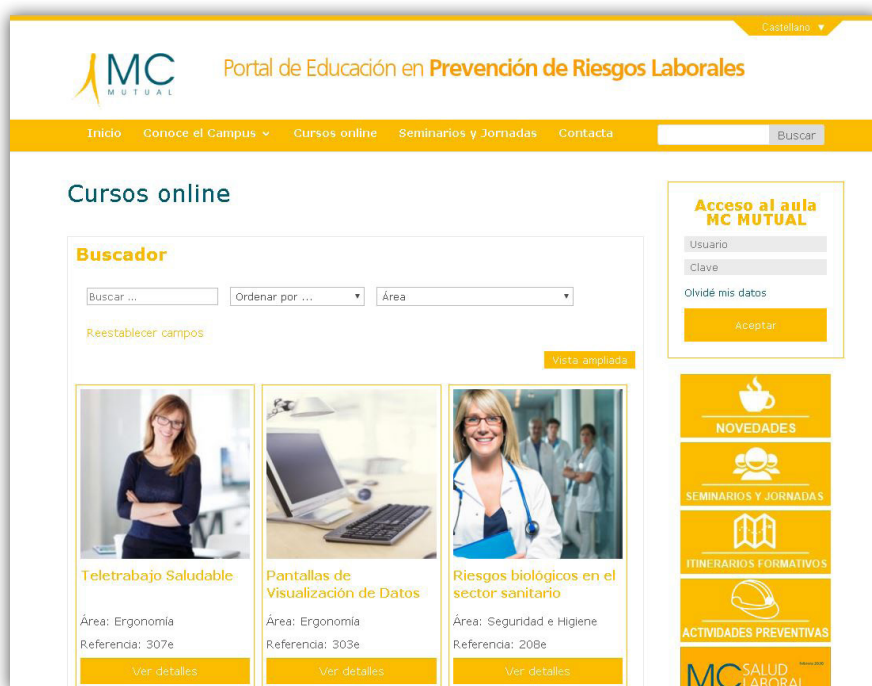 Castellano ▼
MC
MUTUAL
Portal de Educación en Prevención de Riesgos Laborales
Inicio Conoce el Campus Cursos online Seminarios y Jornadas Contacta Buscar
Cursos online
Buscador
Buscar ... Ordenar por ... Área
Reestablecer campos
Vista ampliada
Teletrabajo Saludable
Área: Ergonomía
Referencia: 307e
Ver detalles
Pantallas de
Visualización de Datos
Área: Ergonomía
Referencia: 303e
Ver detalles
Riesgos biológicos en el
sector sanitario
Área: Seguridad e Higiene
Referencia: 208e
Ver detalles
Acceso al aula
MC MUTUAL
Usuario
Clave
Olvidé mis datos
Aceptar
NOVEDADES
SEMINARIOS Y JORNADAS
ITINERARIOS FORMATIVOS
ACTIVIDADES PREVENTIVAS
MC SALUD
LABORAL